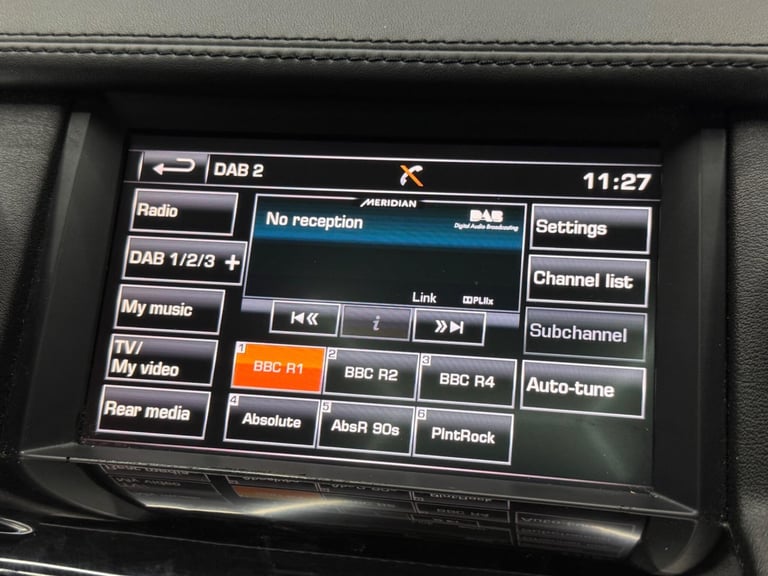 DAB 2
11:27
Radio
DAB 1/2/3 +
My music
TV/
My video
Rear media
MERIDIAN
No reception
DAB
Digital Audio Broadcasting
Link
PLIIx
i
1
BBC R1
2
BBC R2
3
BBC R4
4
Absolute
5
AbsR 90s
6
PlntRock
Settings
Channel list
Subchannel
Auto-tune